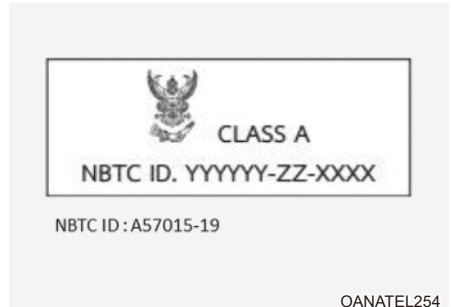 CLASS A
NBTC ID. YYYYYY-ZZ-XXXX
NBTC ID : A57015-19
OANATEL254